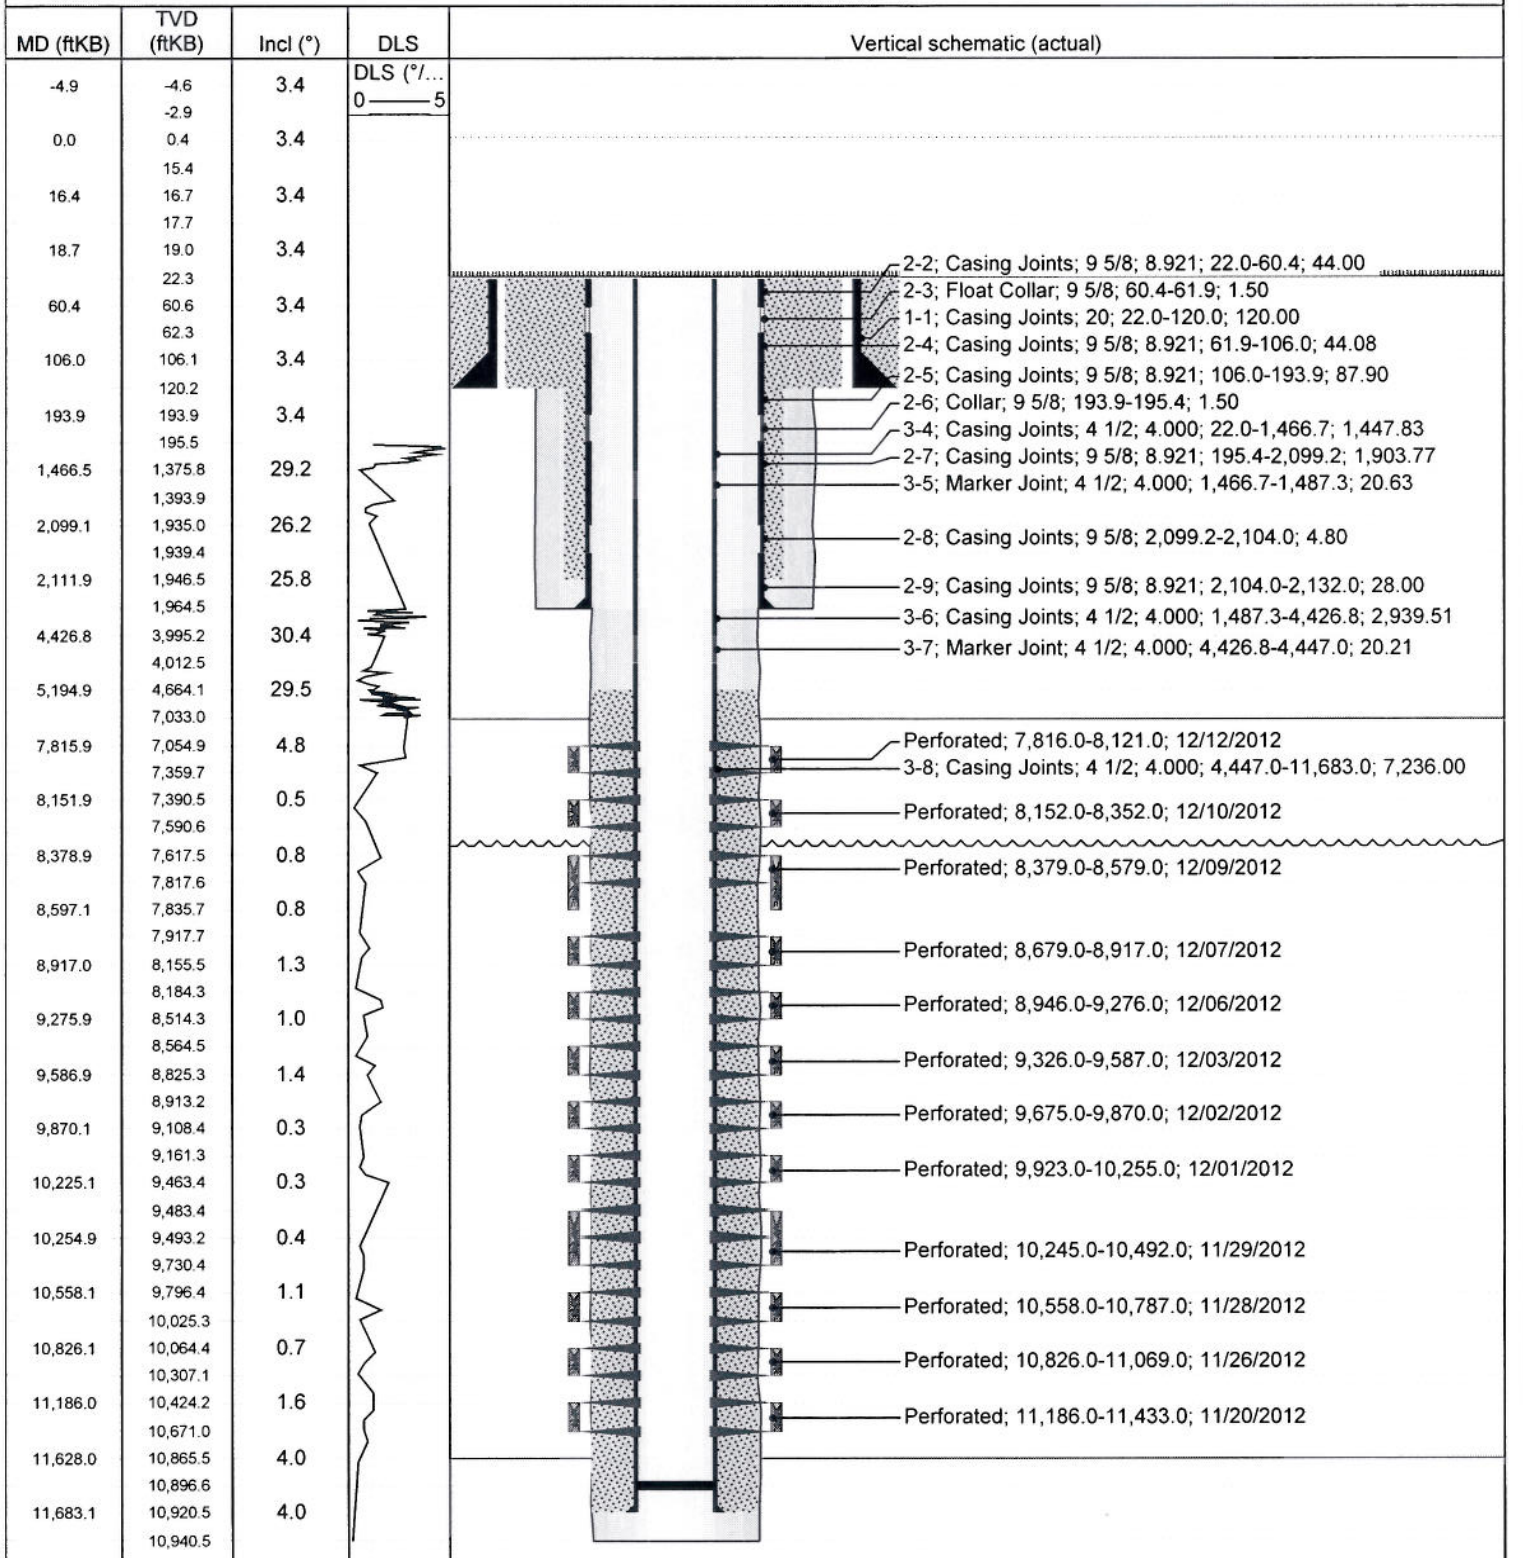 MD (ftKB) TVD (ftKB) Incl (°) DLS Vertical schematic (actual)
DLS (°/...
0 5
-4.9 -4.6 3.4
-2.9
0.0 0.4 3.4
15.4
16.4 16.7 3.4
17.7
18.7 19.0 3.4
2-2; Casing Joints; 9 5/8; 8.921; 22.0-60.4; 44.00
22.3
2-3; Float Collar; 9 5/8; 60.4-61.9; 1.50
60.4 60.6 3.4
1-1; Casing Joints; 20; 22.0-120.0; 120.00
62.3
2-4; Casing Joints; 9 5/8; 8.921; 61.9-106.0; 44.08
106.0 106.1 3.4
2-5; Casing Joints; 9 5/8; 8.921; 106.0-193.9; 87.90
120.2
2-6; Collar; 9 5/8; 193.9-195.4; 1.50
193.9 193.9 3.4
3-4; Casing Joints; 4 1/2; 4.000; 22.0-1,466.7; 1,447.83
195.5
2-7; Casing Joints; 9 5/8; 8.921; 195.4-2,099.2; 1,903.77
1,466.5 1,375.8 29.2
3-5; Marker Joint; 4 1/2; 4.000; 1,466.7-1,487.3; 20.63
1,393.9
2,099.1 1,935.0 26.2
2-8; Casing Joints; 9 5/8; 2,099.2-2,104.0; 4.80
1,939.4
2,111.9 1,946.5 25.8
2-9; Casing Joints; 9 5/8; 8.921; 2,104.0-2,132.0; 28.00
1,964.5
3-6; Casing Joints; 4 1/2; 4.000; 1,487.3-4,426.8; 2,939.51
4,426.8 3,995.2 30.4
3-7; Marker Joint; 4 1/2; 4.000; 4,426.8-4,447.0; 20.21
4,012.5
5,194.9 4,664.1 29.5
7,033.0
Perforated; 7,816.0-8,121.0; 12/12/2012
7,815.9 7,054.9 4.8
3-8; Casing Joints; 4 1/2; 4.000; 4,447.0-11,683.0; 7,236.00
7,359.7
8,151.9 7,390.5 0.5
Perforated; 8,152.0-8,352.0; 12/10/2012
7,590.6
8,378.9 7,617.5 0.8
Perforated; 8,379.0-8,579.0; 12/09/2012
7,817.6
8,597.1 7,835.7 0.8
7,917.7
Perforated; 8,679.0-8,917.0; 12/07/2012
8,917.0 8,155.5 1.3
8,184.3
Perforated; 8,946.0-9,276.0; 12/06/2012
9,275.9 8,514.3 1.0
8,564.5
Perforated; 9,326.0-9,587.0; 12/03/2012
9,586.9 8,825.3 1.4
8,913.2
Perforated; 9,675.0-9,870.0; 12/02/2012
9,870.1 9,108.4 0.3
9,161.3
Perforated; 9,923.0-10,255.0; 12/01/2012
10,225.1 9,463.4 0.3
9,483.4
10,254.9 9,493.2 0.4
Perforated; 10,245.0-10,492.0; 11/29/2012
9,730.4
10,558.1 9,796.4 1.1
Perforated; 10,558.0-10,787.0; 11/28/2012
10,025.3
10,826.1 10,064.4 0.7
Perforated; 10,826.0-11,069.0; 11/26/2012
10,307.1
11,186.0 10,424.2 1.6
Perforated; 11,186.0-11,433.0; 11/20/2012
10,671.0
11,628.0 10,865.5 4.0
10,896.6
11,683.1 10,920.5 4.0
10,940.5